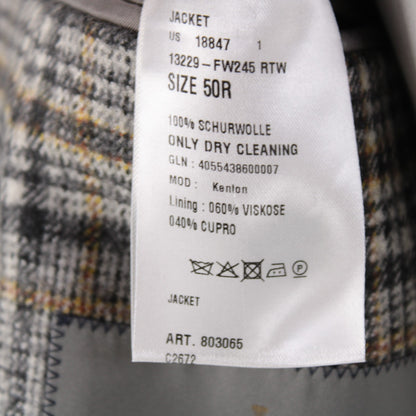 JACKET
US 18847 1
13229-FW245 RTW
SIZE 50R
100% SCHURWOLLE
ONLY DRY CLEANING
GLN : 4055438600007
MOD : Kenton
Lining : 060% VISKOSE
040% CUPRO
P
JACKET
ART. 803065
C2672